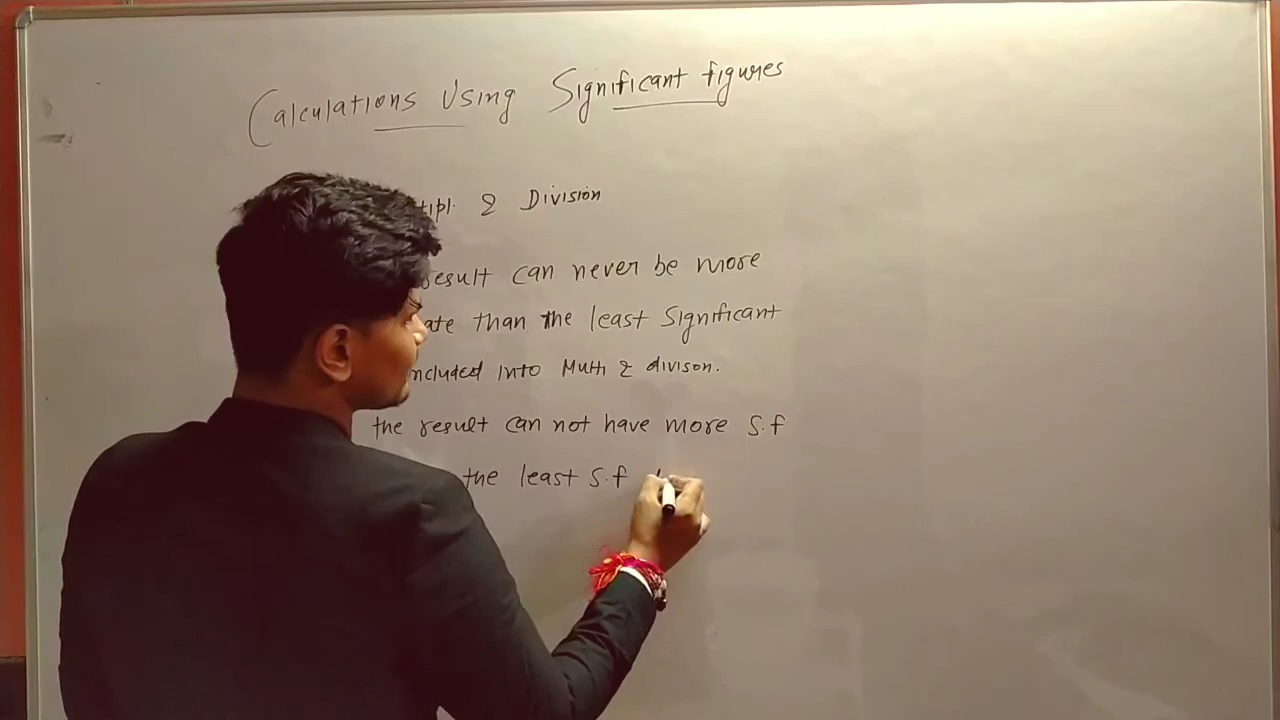 Calculations Using Significant figures
tipl. & Division
result can never be more
ate than the least Significant
included into Multi & divison.
the result can not have more S.f
the least S.f